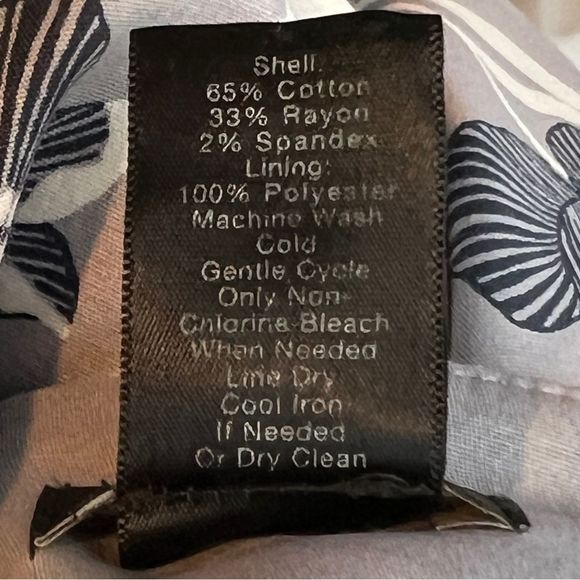 Shell:
65% Cotton
33% Rayon
2% Spandex
Lining:
100% Polyester
Machine Wash
Cold
Gentle Cycle
Only Non-
Chlorine Bleach
When Needed
Line Dry
Cool Iron
If Needed
Or Dry Clean